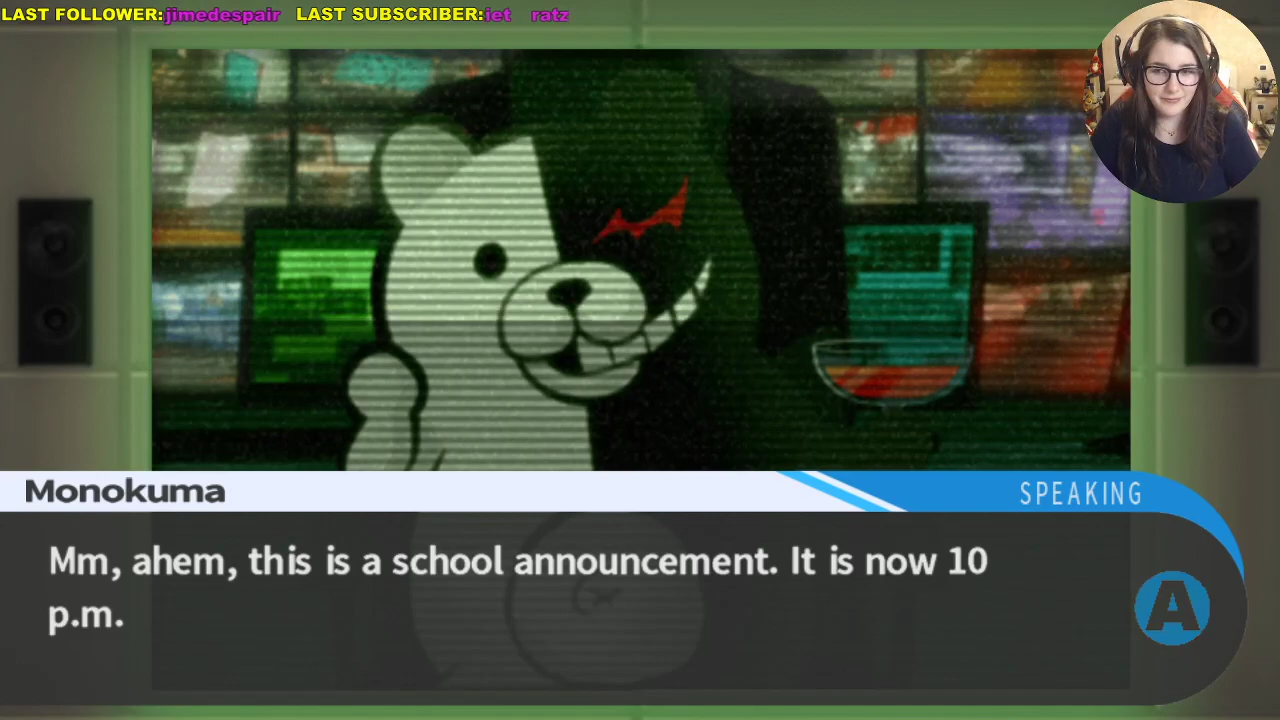 LAST FOLLOWER:jimedespair LAST SUBSCRIBER:iet ratz
Monokuma SPEAKING
Mm, ahem, this is a school announcement. It is now 10
p.m.
A